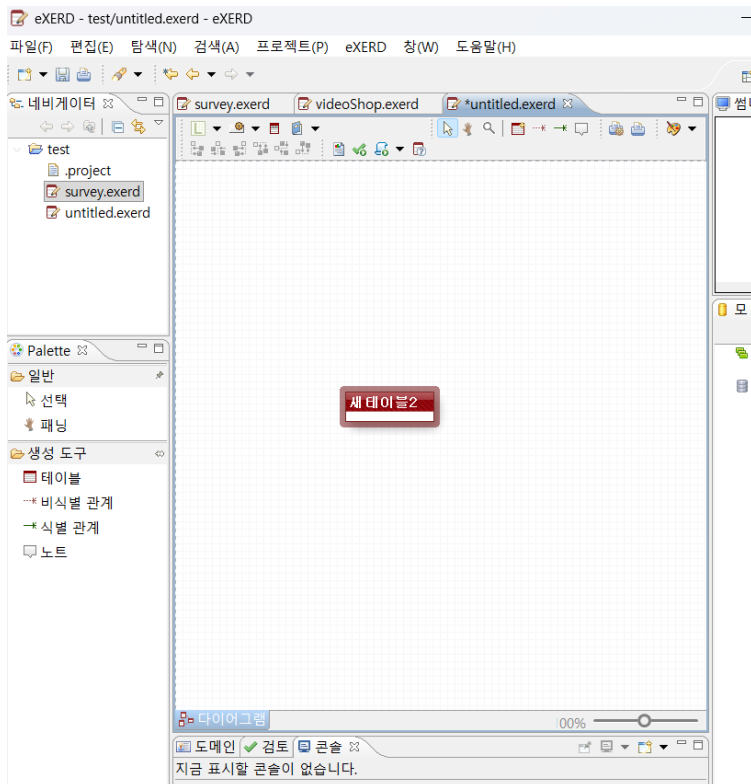 eXERD - test/untitled.exerd - eXERD
파일(F) 편집(E) 탐색(N) 검색(A) 프로젝트(P) eXERD 창(W) 도움말(H)
네비게이터
survey.exerd
videoShop.exerd
*untitled.exerd
L
test
.project
survey.exerd
untitled.exerd
모
Palette
일반
선택
패닝
생성 도구
테이블
비식별 관계
식별 관계
노트
새 테이블2
다이어그램
00%
도메인
검토
콘솔
지금 표시할 콘솔이 없습니다.